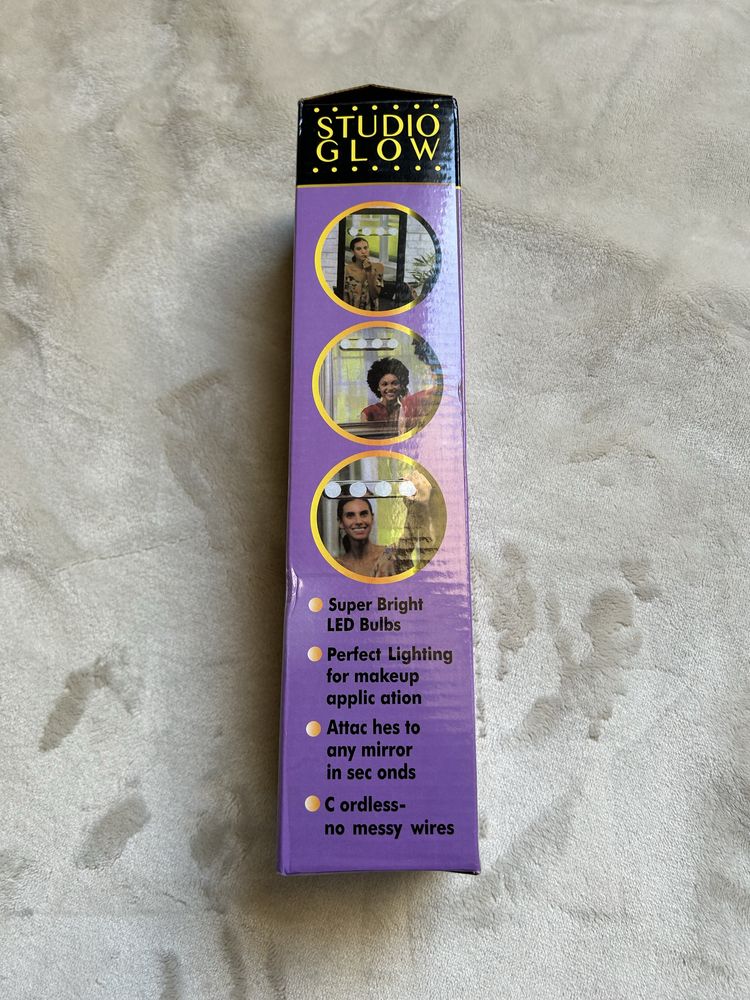 STUDIO
GLOW
Super Bright
LED Bulbs
Perfect Lighting
for makeup
applic ation
Attac hes to
any mirror
in sec onds
C ordless-
no messy wires